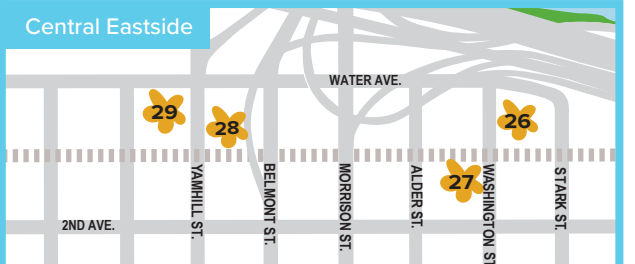 Central Eastside
WATER AVE.
29
28
26
27
YAMHILL ST.
BELMONT ST.
MORRISON ST.
ALDER ST.
WASHINGTON ST
STARK ST.
2ND AVE.